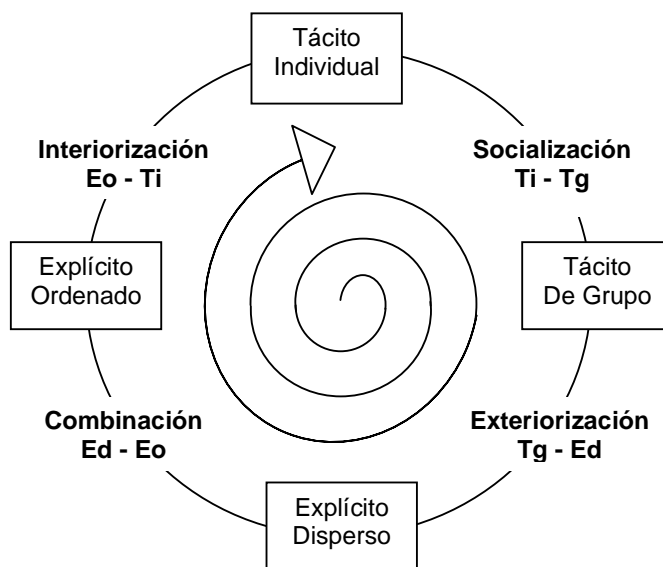 Tácito
Individual
Interiorización
Eo - Ti
Socialización
Ti - Tg
Explícito
Ordenado
Tácito
De Grupo
Combinación
Ed - Eo
Exteriorización
Tg - Ed
Explícito
Disperso